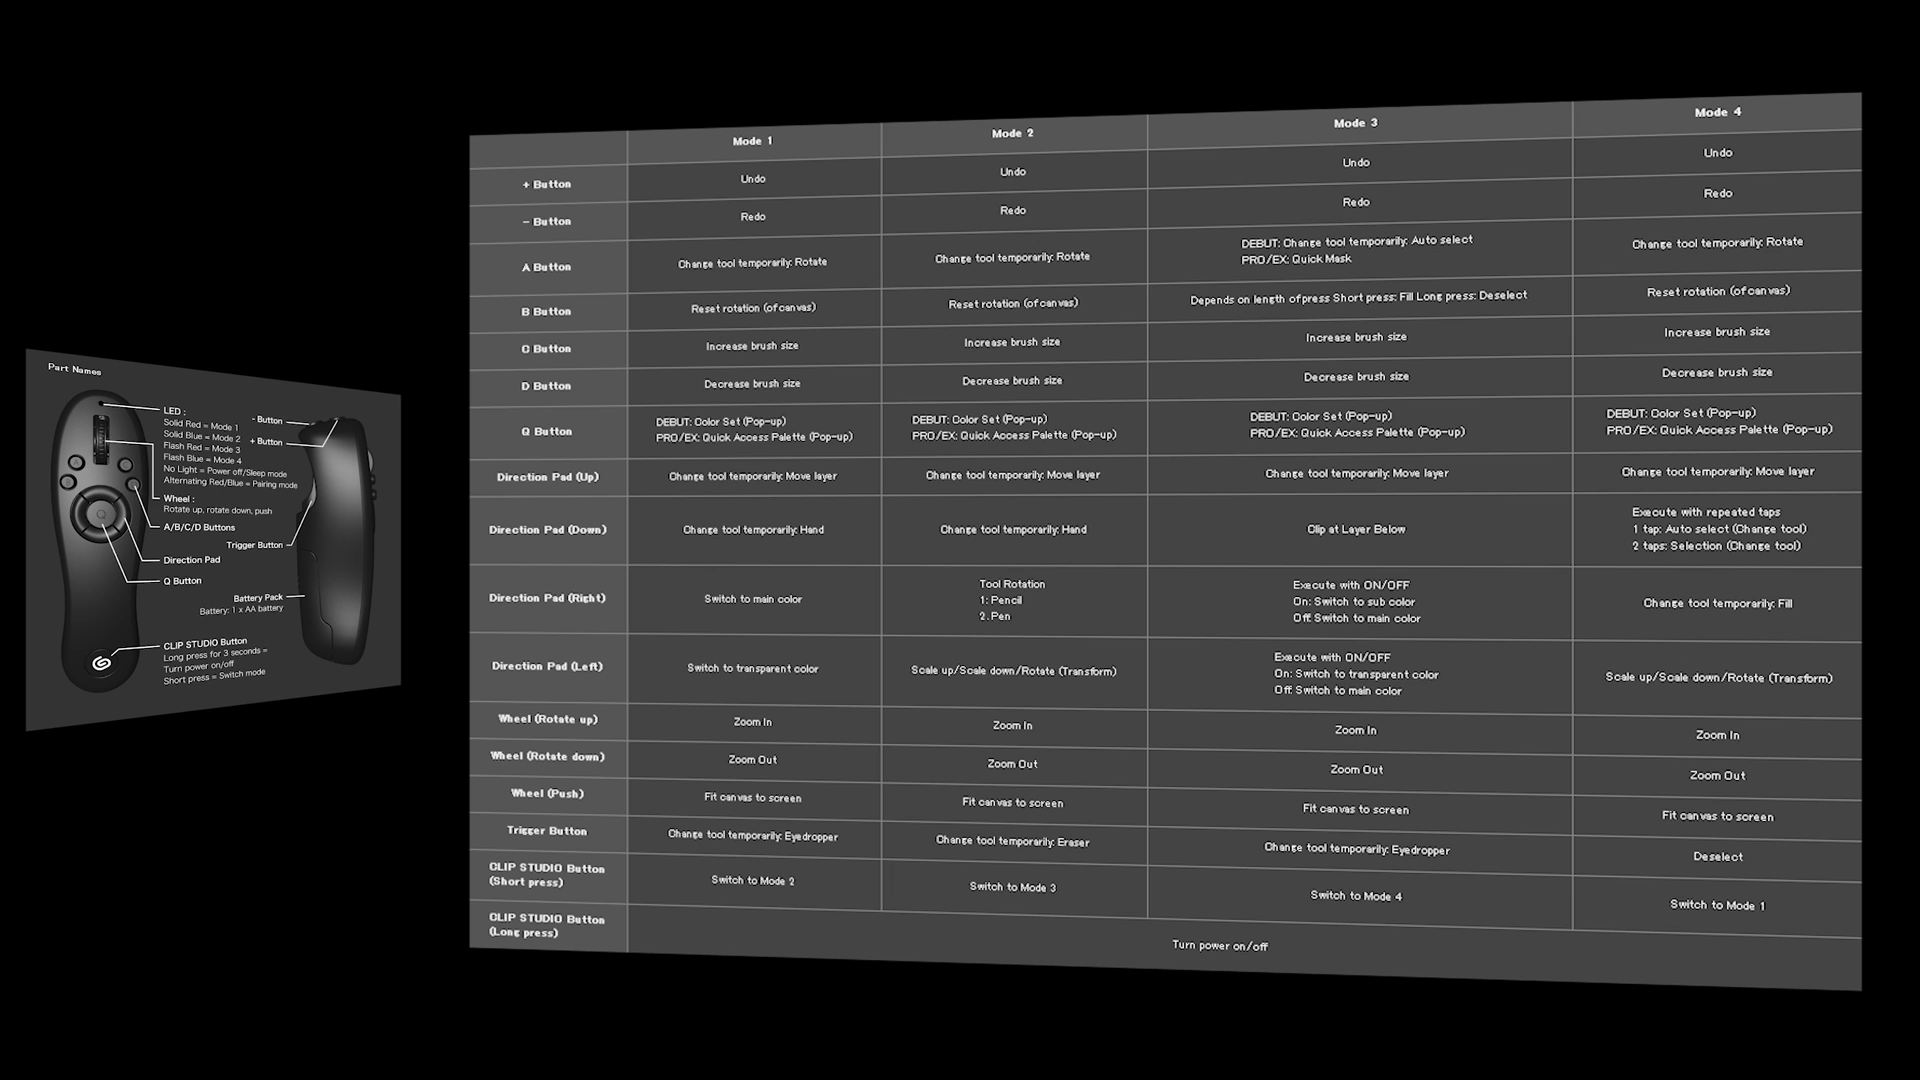 Part Names
LED :
Solid Red = Mode 1
Solid Blue = Mode 2
Flash Red = Mode 3
Flash Blue = Mode 4
No Light = Power off/Sleep mode
Alternating Red/Blue = Pairing mode
Wheel :
Rotate up, rotate down, push
A/B/C/D Buttons
Direction Pad
Q Button
CLIP STUDIO Button
Long press for 3 seconds =
Turn power on/off
Short press = Switch mode
- Button
+ Button
Trigger Button
Battery Pack
Battery: 1 x AA battery
Q
Mode 1 Mode 2 Mode 3 Mode 4
+ Button Undo Undo Undo Undo
- Button Redo Redo Redo Redo
A Button Change tool temporarily: Rotate Change tool temporarily: Rotate DEBUT: Change tool temporarily: Auto select
PRO/EX: Quick Mask Change tool temporarily: Rotate
B Button Reset rotation (of canvas) Reset rotation (of canvas) Depends on length of press Short press: Fill Long press: Deselect Reset rotation (of canvas)
C Button Increase brush size Increase brush size Increase brush size Increase brush size
D Button Decrease brush size Decrease brush size Decrease brush size Decrease brush size
Q Button DEBUT: Color Set (Pop-up) DEBUT: Color Set (Pop-up) DEBUT: Color Set (Pop-up) DEBUT: Color Set (Pop-up)
PRO/EX: Quick Access Palette (Pop-up) PRO/EX: Quick Access Palette (Pop-up) PRO/EX: Quick Access Palette (Pop-up) PRO/EX: Quick Access Palette (Pop-up)
Direction Pad (Up) Change tool temporarily: Move layer Change tool temporarily: Move layer Change tool temporarily: Move layer Change tool temporarily: Move layer
Direction Pad (Down) Change tool temporarily: Hand Change tool temporarily: Hand Clip at Layer Below Execute with repeated taps
1 tap: Auto select (Change tool)
2 taps: Selection (Change tool)
Direction Pad (Right) Switch to main color Tool Rotation
1: Pencil
2. Pen
Execute with ON/OFF
On: Switch to sub color
Off: Switch to main color
Change tool temporarily: Fill
Direction Pad (Left) Switch to transparent color Scale up/Scale down/Rotate (Transform) Execute with ON/OFF
On: Switch to transparent color
Off: Switch to main color
Scale up/Scale down/Rotate (Transform)
Wheel (Rotate up) Zoom In Zoom In Zoom In Zoom In
Wheel (Rotate down) Zoom Out Zoom Out Zoom Out Zoom Out
Wheel (Push) Fit canvas to screen Fit canvas to screen Fit canvas to screen Fit canvas to screen
Trigger Button Change tool temporarily: Eyedropper Change tool temporarily: Eraser Change tool temporarily: Eyedropper Deselect
CLIP STUDIO Button
(Short press) Switch to Mode 2 Switch to Mode 3 Switch to Mode 4 Switch to Mode 1
CLIP STUDIO Button
(Long press) Turn power on/off